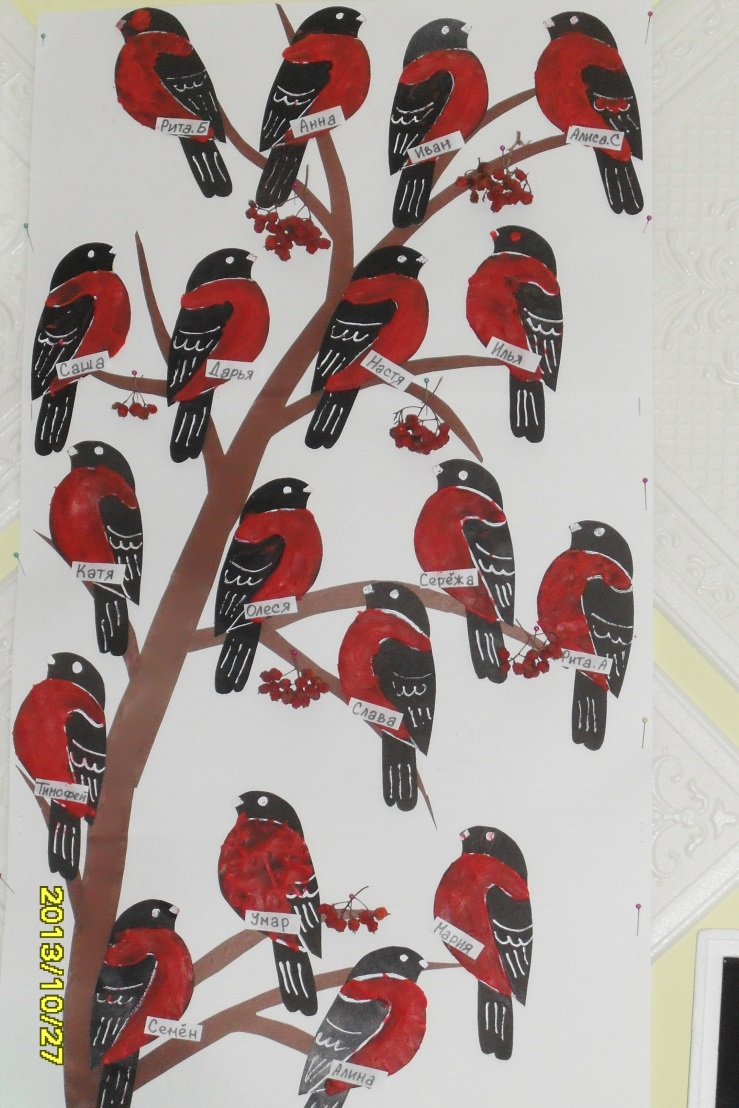 Рита.Б
Анна
Иван
Алиса.С
Саша
Дарья
Настя
Илья
Катя
Олеся
Серёжа
Рита.А
Слава
Тимофей
Умар
Мария
Семён
Алина
2013/10/27